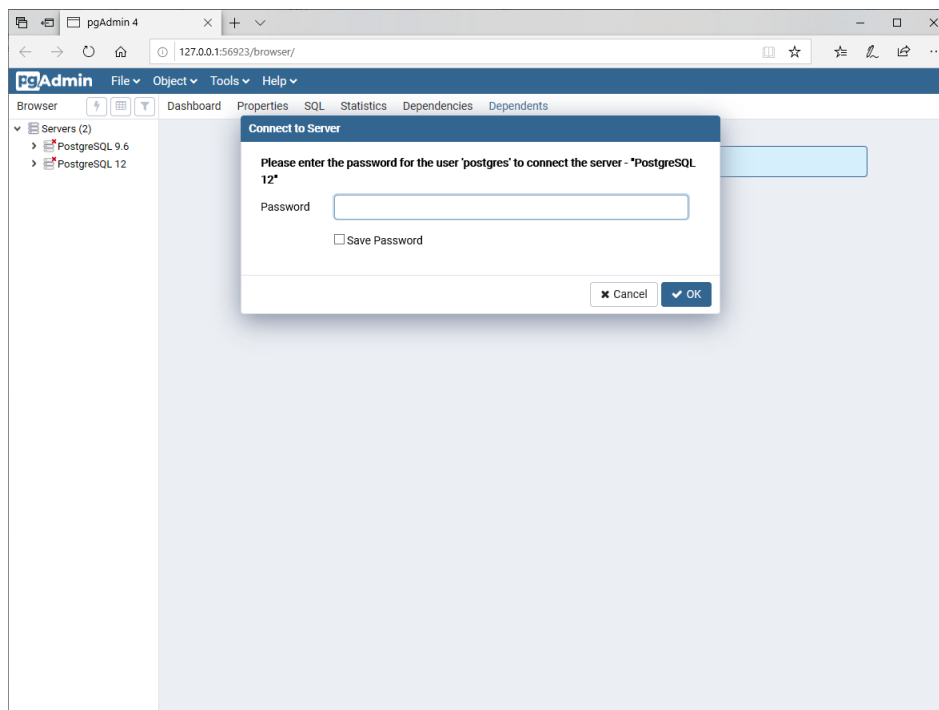 pgAdmin 4
127.0.0.1:56923/browser/
pgAdmin File Object Tools Help
Browser Dashboard Properties SQL Statistics Dependencies Dependents
Servers (2)
PostgreSQL 9.6
PostgreSQL 12
Connect to Server
Please enter the password for the user 'postgres' to connect the server - "PostgreSQL
12"
Password
Save Password
Cancel OK